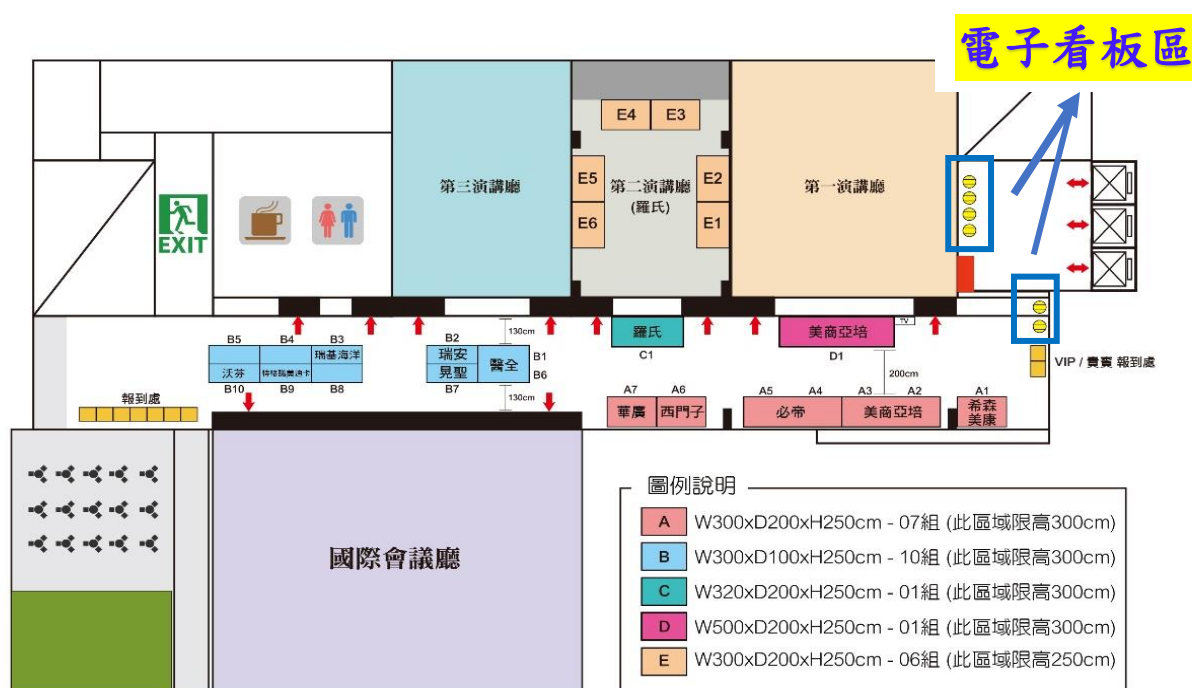 電子看板區
E4
E3
E5
E2
E6
E1
第三演講廳
第二演講廳
(羅氏)
第一演講廳
EXIT
130cm
羅氏
C1
美商亞培
D1
TV
200cm
VIP / 貴賓 報到處
B5
B4
B3
瑞基海洋
沃芬
B10
B9
B8
B2
瑞安
晃聖
B7
醫全
B1
B6
130cm
報到處
A7
A6
A5
A4
A3
A2
A1
華廣
西門子
必帝
美商亞培
希森
美康
國際會議廳
圖例說明
A W300xD200xH250cm - 07組 (此區域限高300cm)
B W300xD100xH250cm - 10組 (此區域限高300cm)
C W320xD200xH250cm - 01組 (此區域限高300cm)
D W500xD200xH250cm - 01組 (此區域限高300cm)
E W300xD200xH250cm - 06組 (此區域限高250cm)